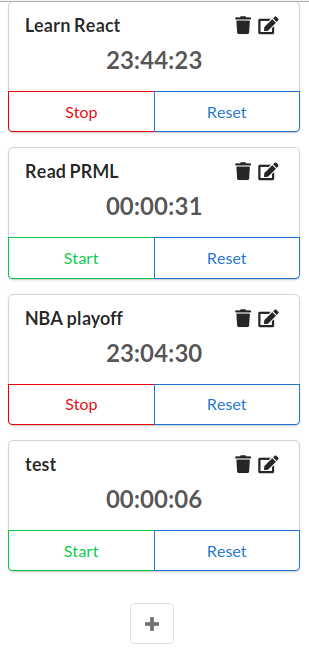 Learn React
23:44:23
Stop Reset
Read PRML
00:00:31
Start Reset
NBA playoff
23:04:30
Stop Reset
test
00:00:06
Start Reset